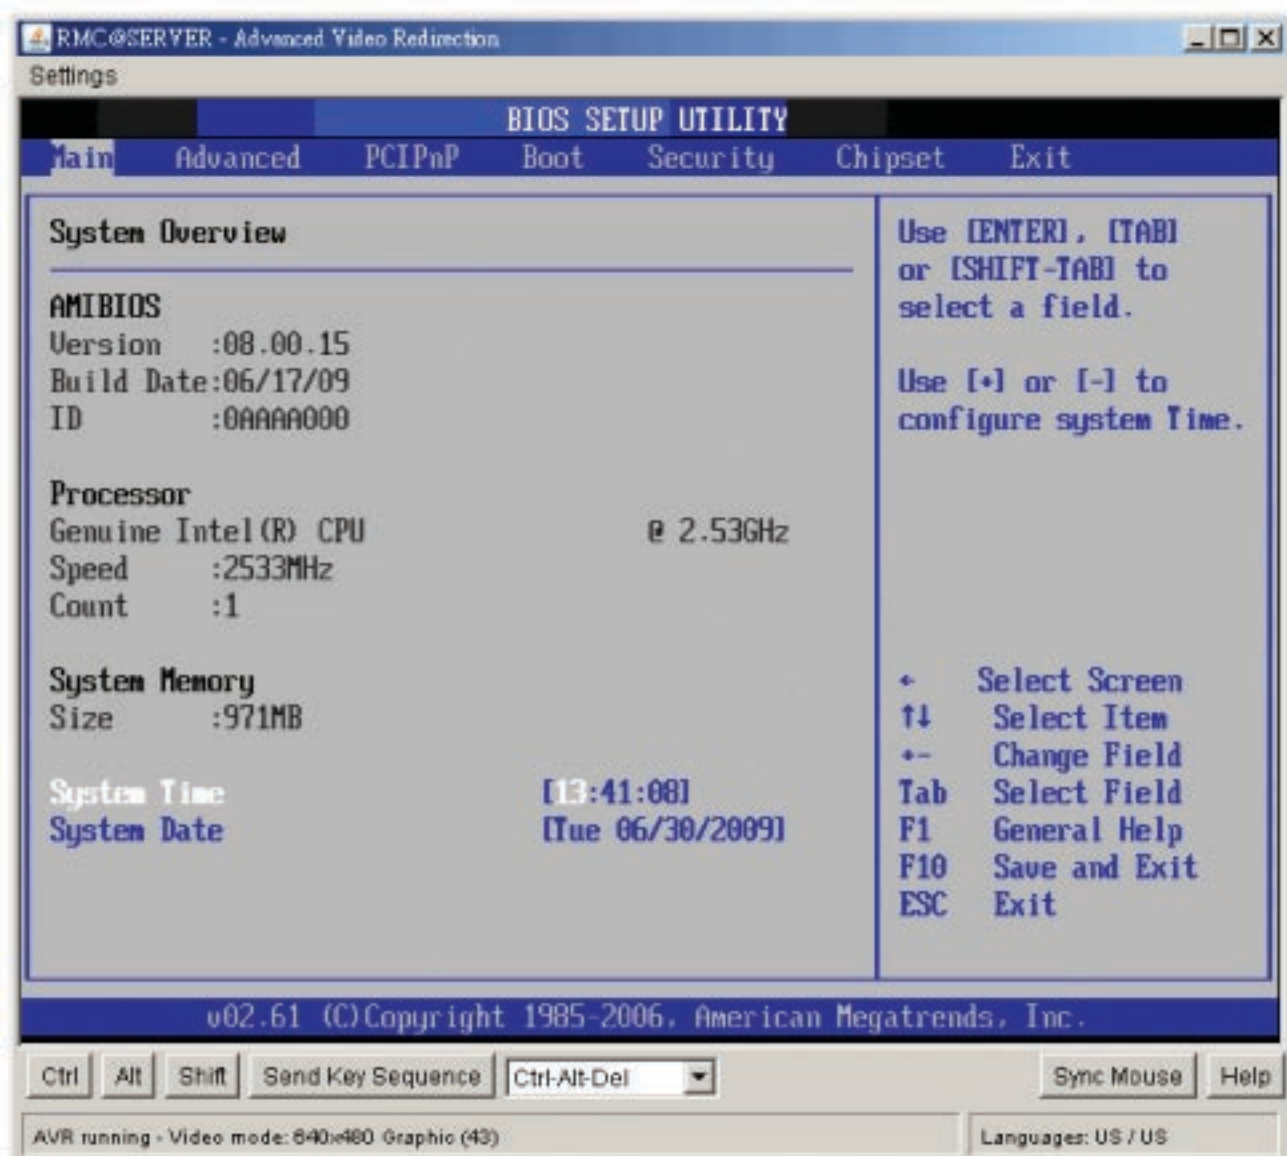 RMC@SERVER - Advanced Video Redirection
Settings
BIOS SETUP UTILITY
Main Advanced PCIPnP Boot Security Chipset Exit
System Overview
AMIBIOS
Version :08.00.15
Build Date:06/17/09
ID :0AAAA000
Processor
Genuine Intel(R) CPU @ 2.53GHz
Speed :2533MHz
Count :1
System Memory
Size :971MB
System Time [13:41:08]
System Date [Tue 06/30/2009]
Use [ENTER], [TAB]
or [SHIFT-TAB] to
select a field.
Use [+] or [-] to
configure system Time.
← Select Screen
↑↓ Select Item
+- Change Field
Tab Select Field
F1 General Help
F10 Save and Exit
ESC Exit
v02.61 (C)Copyright 1985-2006, American Megatrends, Inc.
Ctrl Alt Shift Send Key Sequence Ctrl-Alt-Del Sync Mouse Help
AVR running - Video mode: 640x480 Graphic (43) Languages: US / US